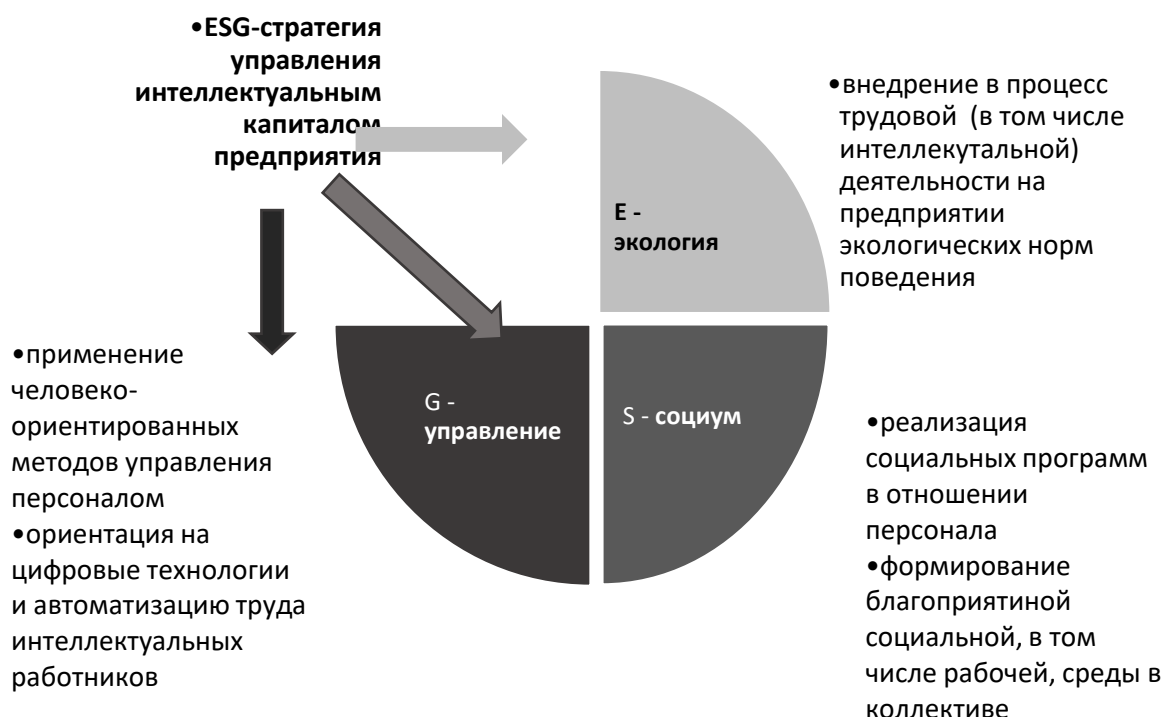 •ESG-стратегия
управления
интеллектуальным
капиталом
предприятия
E -
экология
•внедрение в процесс
трудовой (в том числе
интеллекутальной)
деятельности на
предприятии
экологических норм
поведения
G -
управление
S - социум
•применение
человеко-
ориентированных
методов управления
персоналом
•ориентация на
цифровые технологии
и автоматизацию труда
интеллектуальных
работников
•реализация
социальных программ
в отношении
персонала
•формирование
благоприятиной
социальной, в том
числе рабочей, среды в
коллективе